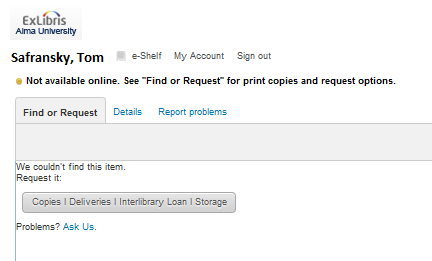 ExLibris
Alma University
Safransky, Tom e-Shelf My Account Sign out
Not available online. See "Find or Request" for print copies and request options.
Find or Request Details Report problems
We couldn't find this item.
Request it:
Copies I Deliveries I Interlibrary Loan I Storage
Problems? Ask Us.